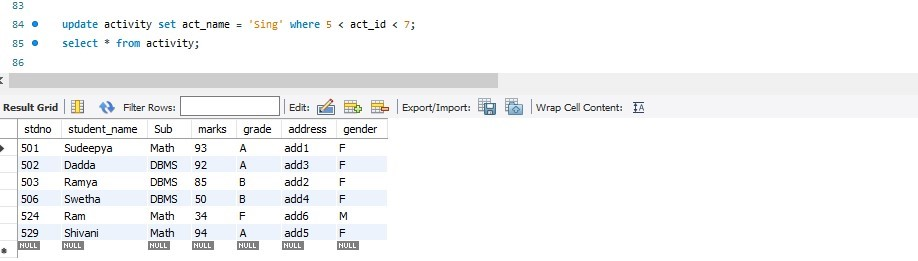 83
84 update activity set act_name = 'Sing' where 5 < act_id < 7;
85 select * from activity;
86
Result Grid Filter Rows: Edit: Export/Import: Wrap Cell Content: IA
stdno student_name Sub marks grade address gender
501 Sudeepya Math 93 A add1 F
502 Dadda DBMS 92 A add3 F
503 Ramya DBMS 85 B add2 F
506 Swetha DBMS 50 B add4 F
524 Ram Math 34 F add6 M
529 Shivani Math 94 A add5 F
NULL NULL NULL NULL NULL NULL NULL